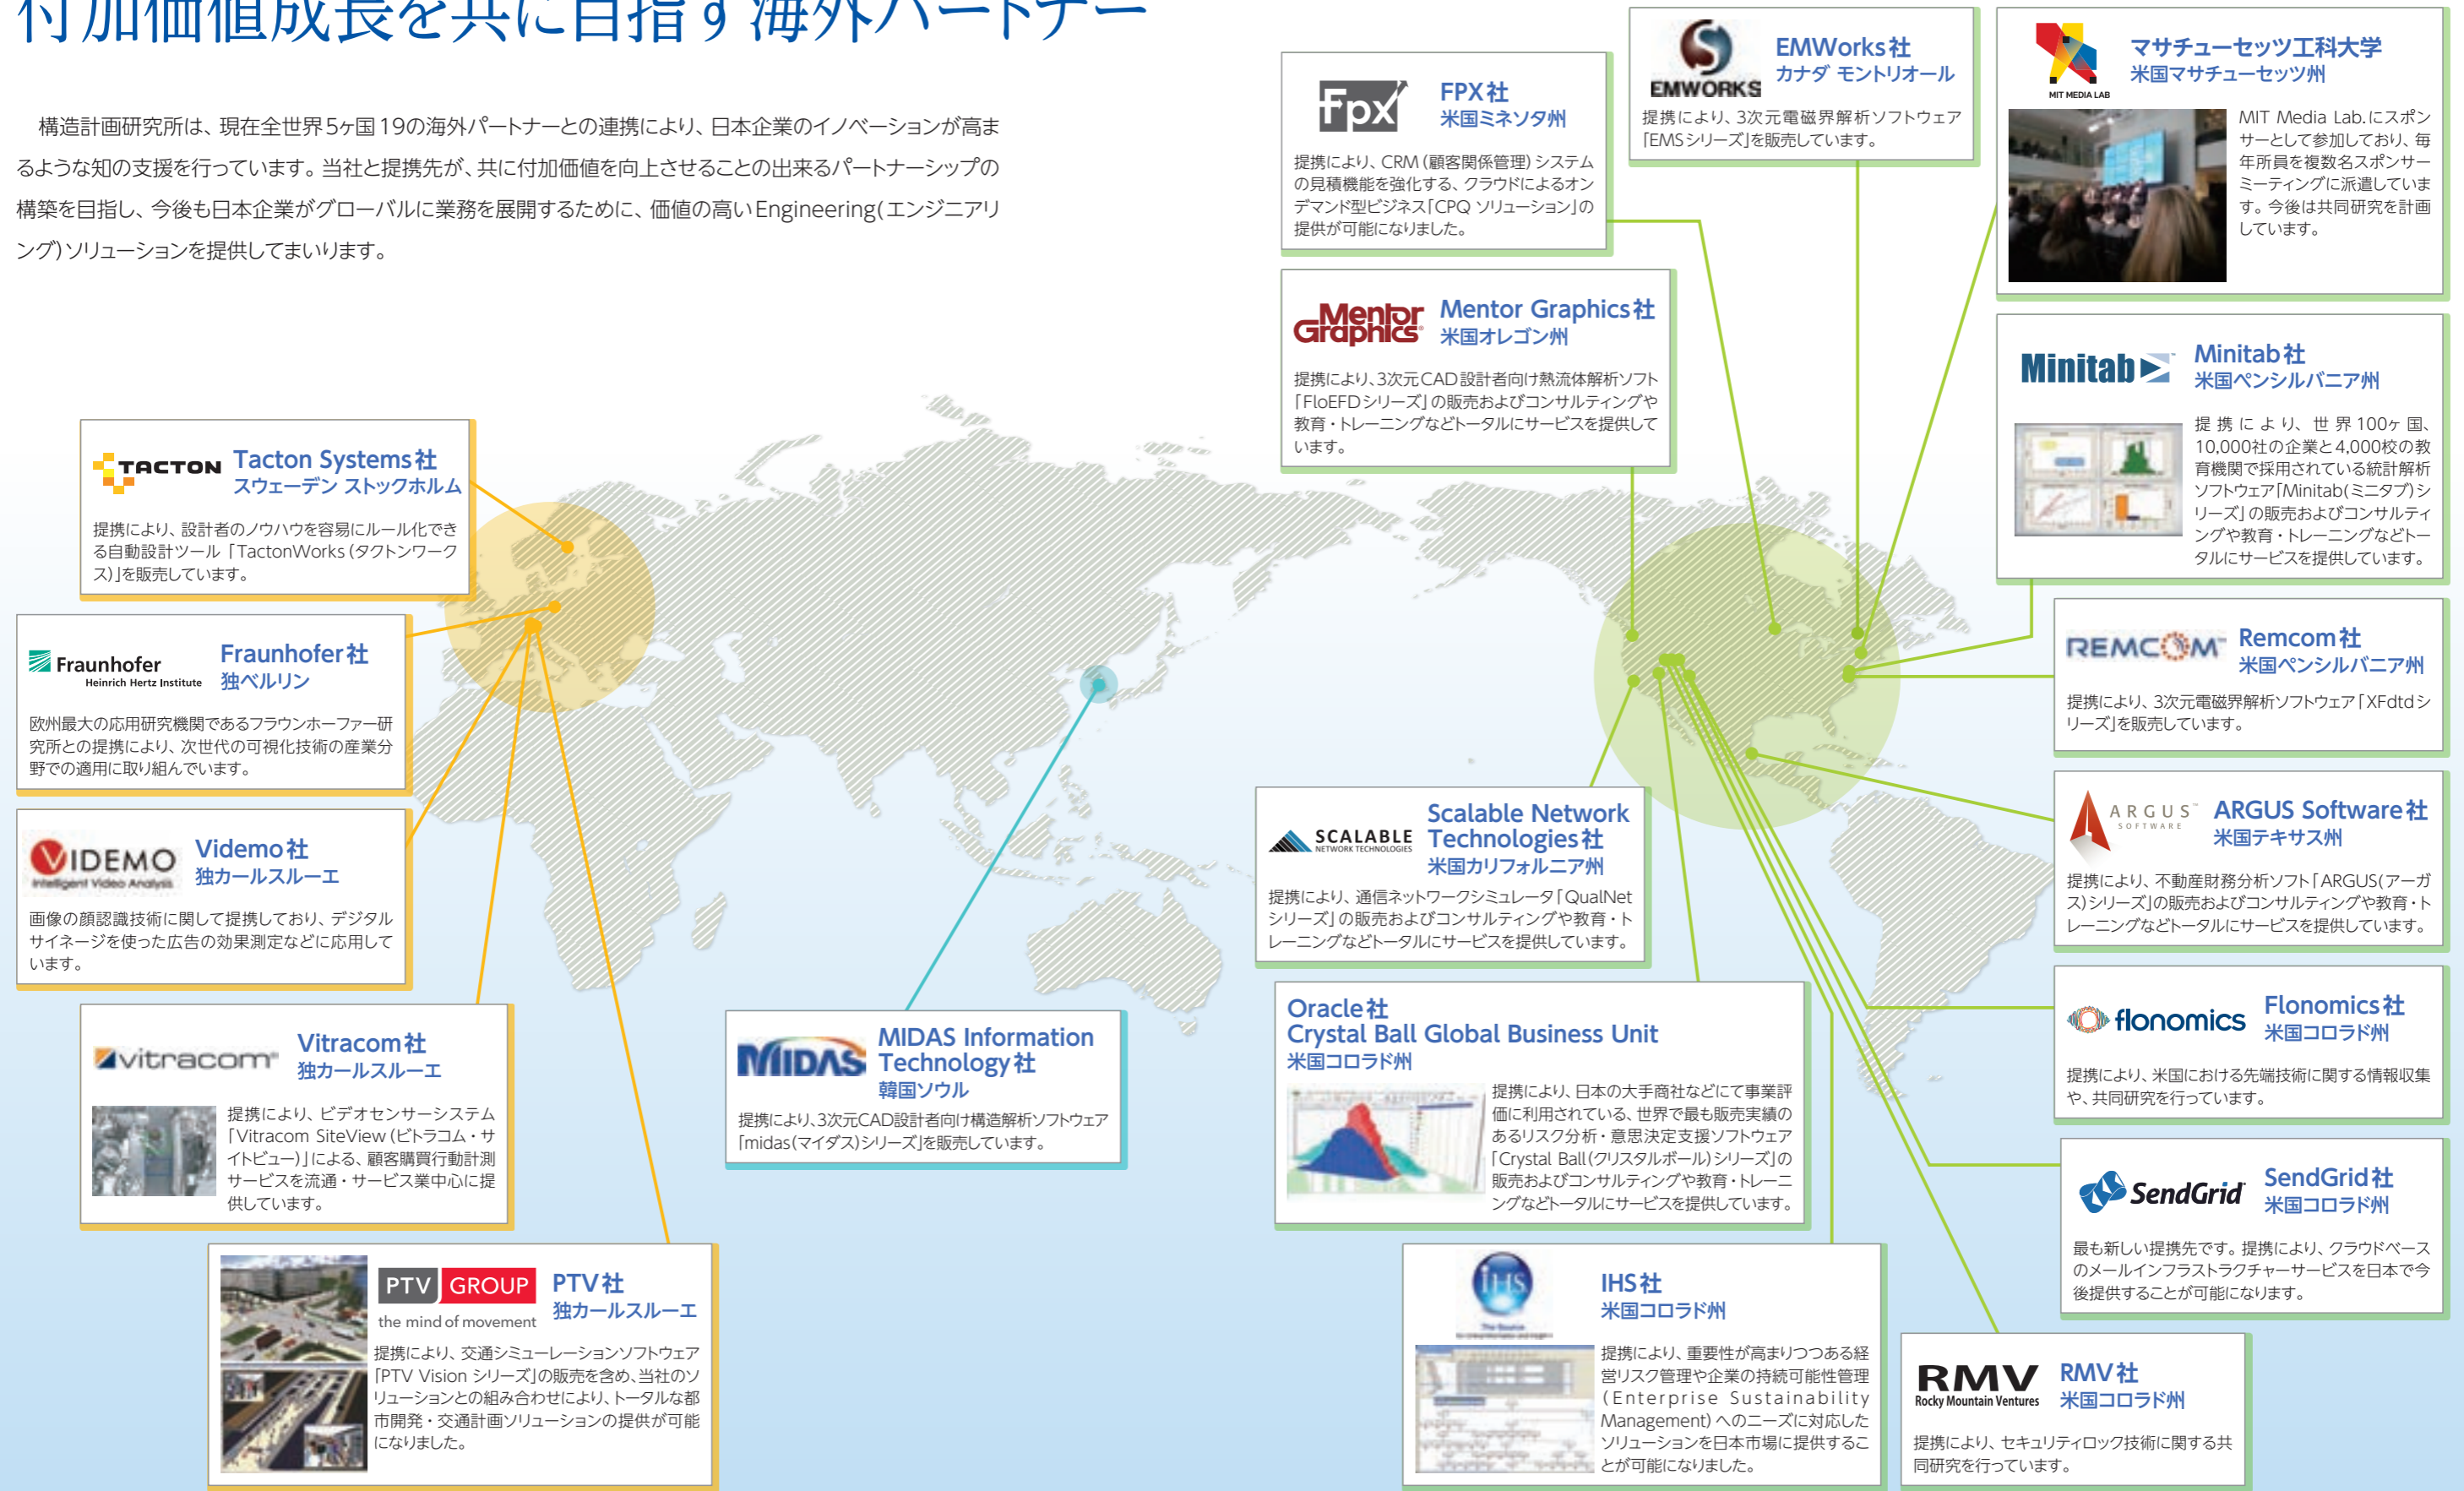 付加価値成長を共に目指す海外パートナー
構造計画研究所は、現在全世界5ヶ国19の海外パートナーとの連携により、日本企業のイノベーションが高ま
るような知の支援を行っています。当社と提携先が、共に付加価値を向上させることの出来るパートナーシップの
構築を目指し、今後も日本企業がグローバルに業務を展開するために、価値の高いEngineering(エンジニアリ
ング)ソリューションを提供してまいります。
TACTON
Tacton Systems社
スウェーデン ストックホルム
提携により、設計者のノウハウを容易にルール化でき
る自動設計ツール「TactonWorks(タクトンワーク
ス)」を販売しています。
Fraunhofer
Heinrich Hertz Institute
Fraunhofer社
独ベルリン
欧州最大の応用研究機関であるフラウンホーファー研
究所との提携により、次世代の可視化技術の産業分
野での適用に取り組んでいます。
VIDEMO
Intelligent Video Analysis
Videmo社
独カールスルーエ
画像の顔認識技術に関して提携しており、デジタル
サイネージを使った広告の効果測定などに応用して
います。
vitracom
Vitracom社
独カールスルーエ
提携により、ビデオセンサーシステム
「Vitracom SiteView(ビトラコム・サ
イトビュー)」による、顧客購買行動計測
サービスを流通・サービス業中心に提
供しています。
PTV GROUP
the mind of movement
PTV社
独カールスルーエ
提携により、交通シミュレーションソフトウェア
「PTV Vision シリーズ」の販売を含め、当社のソ
リューションとの組み合わせにより、トータルな都
市開発・交通計画ソリューションの提供が可能
になりました。
MIDAS
MIDAS Information
Technology社
韓国ソウル
提携により、3次元CAD設計者向け構造解析ソフトウェア
「midas(マイダス)シリーズ」を販売しています。
Fpx
FPX社
米国ミネソタ州
提携により、CRM(顧客関係管理)システム
の見積機能を強化する、クラウドによるオン
デマンド型ビジネス「CPQ ソリューション」の
提供が可能になりました。
EMWORKS
EMWorks社
カナダ モントリオール
提携により、3次元電磁界解析ソフトウェア
「EMSシリーズ」を販売しています。
MIT MEDIA LAB
マサチューセッツ工科大学
米国マサチューセッツ州
MIT Media Lab.にスポン
サーとして参加しており、毎
年所員を複数名スポンサー
ミーティングに派遣していま
す。今後は共同研究を計画
しています。
Mentor
Graphics
Mentor Graphics社
米国オレゴン州
提携により、3次元CAD設計者向け熱流体解析ソフト
「FloEFDシリーズ」の販売およびコンサルティングや
教育・トレーニングなどトータルにサービスを提供して
います。
Minitab
Minitab社
米国ペンシルバニア州
提携により、世界100ヶ国、
10,000社の企業と4,000校の教
育機関で採用されている統計解析
ソフトウェア「Minitab(ミニタブ)シ
リーズ」の販売およびコンサルティ
ングや教育・トレーニングなどトー
タルにサービスを提供しています。
REMCOM
Remcom社
米国ペンシルバニア州
提携により、3次元電磁界解析ソフトウェア「XFdtdシ
リーズ」を販売しています。
SCALABLE
NETWORK TECHNOLOGIES
Scalable Network
Technologies社
米国カリフォルニア州
提携により、通信ネットワークシミュレータ「QualNet
シリーズ」の販売およびコンサルティングや教育・ト
レーニングなどトータルにサービスを提供しています。
ARGUS
SOFTWARE
ARGUS Software社
米国テキサス州
提携により、不動産財務分析ソフト「ARGUS(アーガ
ス)シリーズ」の販売およびコンサルティングや教育・ト
レーニングなどトータルにサービスを提供しています。
Oracle社
Crystal Ball Global Business Unit
米国コロラド州
提携により、日本の大手商社などにて事業評
価に利用されている、世界で最も販売実績の
あるリスク分析・意思決定支援ソフトウェア
「Crystal Ball(クリスタルボール)シリーズ」の
販売およびコンサルティングや教育・トレーニ
ングなどトータルにサービスを提供しています。
flonomics
Flonomics社
米国コロラド州
提携により、米国における先端技術に関する情報収集
や、共同研究を行っています。
SendGrid
SendGrid社
米国コロラド州
最も新しい提携先です。提携により、クラウドベース
のメールインフラストラクチャーサービスを日本で今
後提供することが可能になります。
IHS
The Source
IHS社
米国コロラド州
提携により、重要性が高まりつつある経
営リスク管理や企業の持続可能性管理
(Enterprise Sustainability
Management)へのニーズに対応した
ソリューションを日本市場に提供するこ
とが可能になりました。
RMV
Rocky Mountain Ventures
RMV社
米国コロラド州
提携により、セキュリティロック技術に関する共
同研究を行っています。